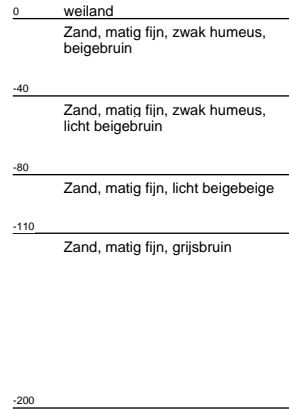 0 weiland
Zand, matig fijn, zwak humeus,
beigebruin
-40
Zand, matig fijn, zwak humeus,
licht beigebruin
-80
Zand, matig fijn, licht beigebeige
-110
Zand, matig fijn, grijsbruin
-200